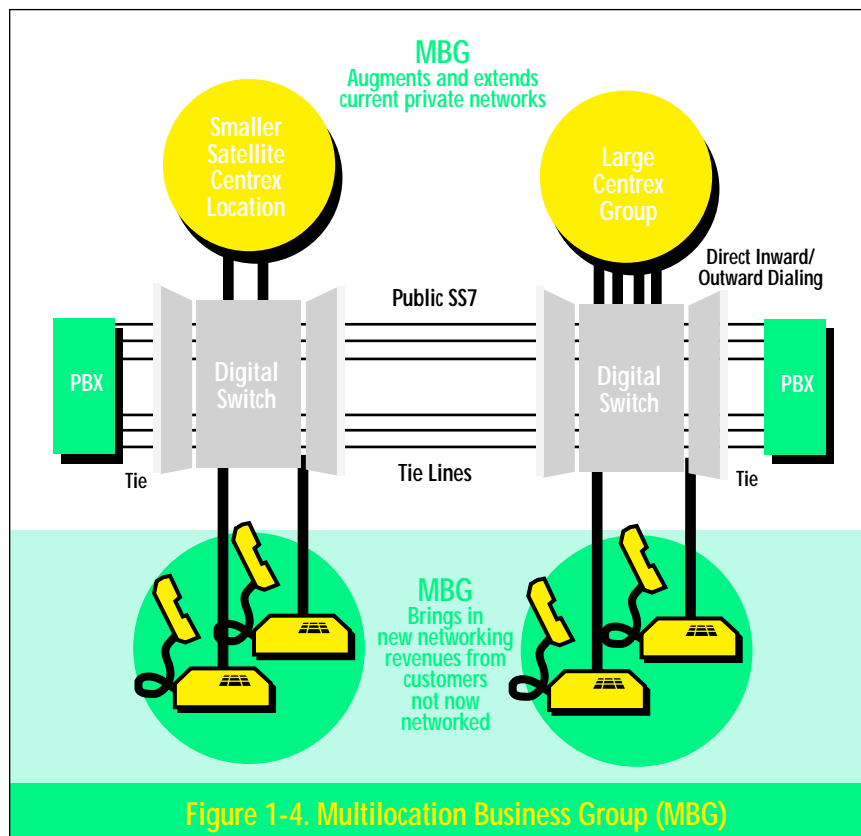 MBG
Augments and extends
current private networks
Smaller
Satellite
Centrex
Location
Large
Centrex
Group
Direct Inward/
Outward Dialing
Public SS7
PBX
Digital
Switch
Digital
Switch
PBX
Tie
Tie Lines
Tie
MBG
Brings in
new networking
revenues from
customers
not now
networked
Figure 1-4. Multilocation Business Group (MBG)